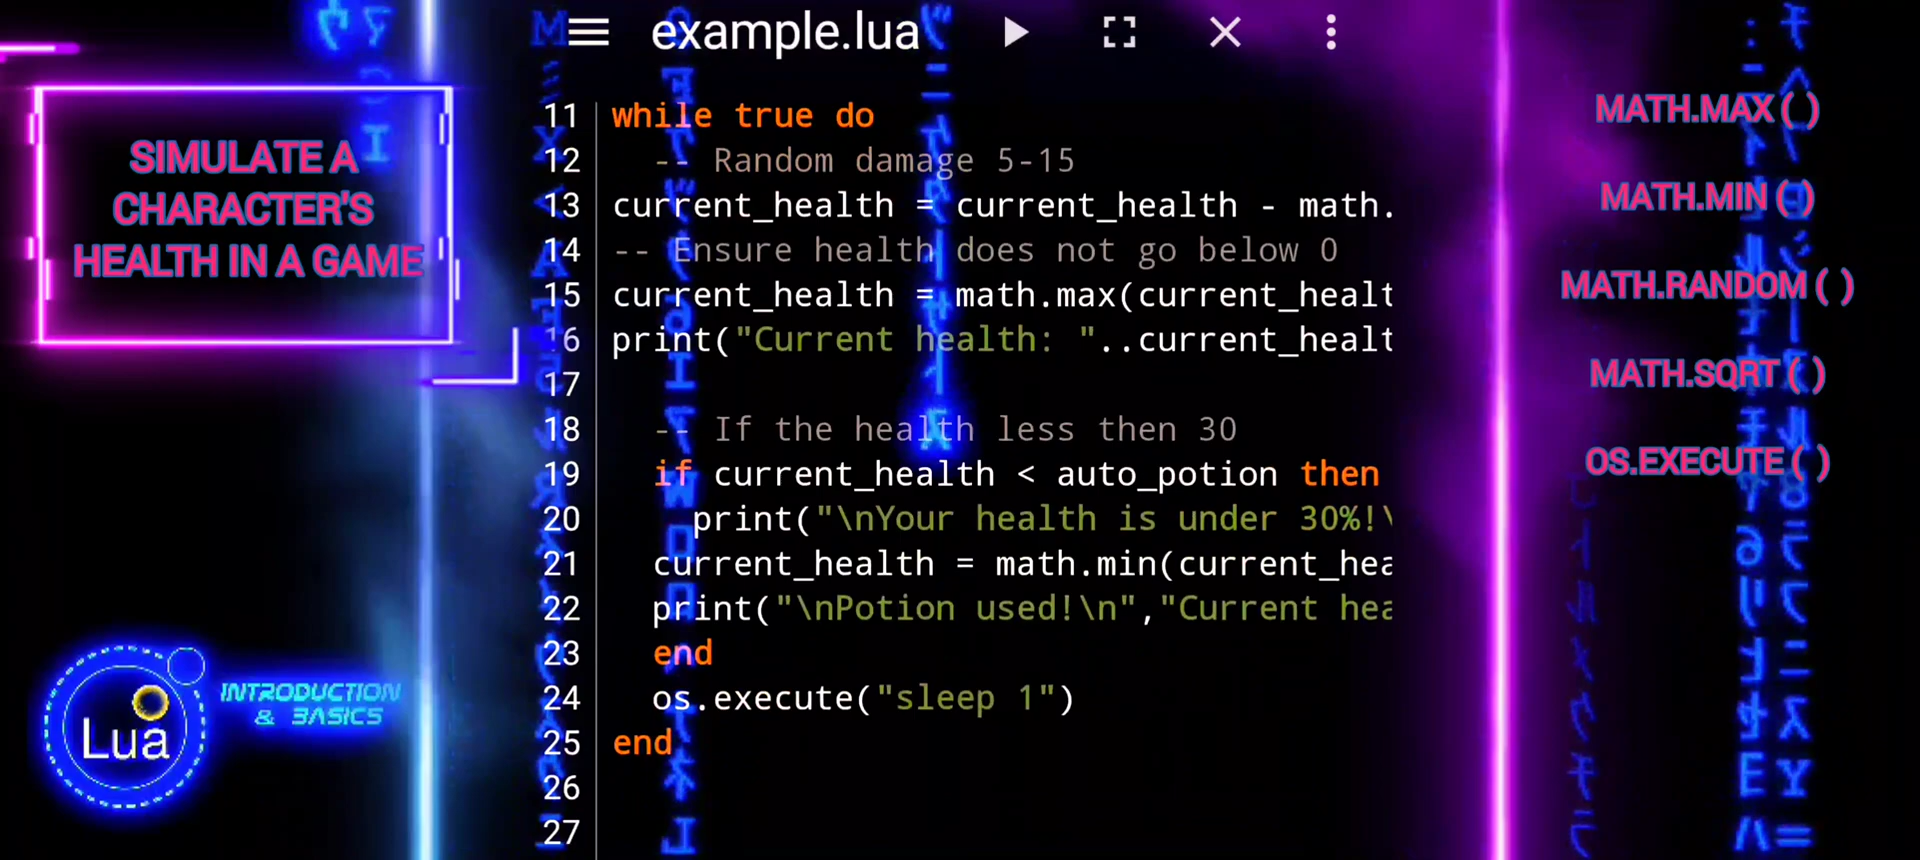 SIMULATE A
CHARACTER'S
HEALTH IN A GAME
Lua
INTRODUCTION
& BASICS
example.lua
11 while true do
12 -- Random damage 5-15
13 current_health = current_health - math.
14 -- Ensure health does not go below 0
15 current_health = math.max(current_healt
16 print("Current health: "..current_healt
17
18 -- If the health less then 30
19 if current_health < auto_potion then
20 print("\nYour health is under 30%!\
21 current_health = math.min(current_hea
22 print("\nPotion used!\n","Current hea
23 end
24 os.execute("sleep 1")
25 end
26
27
MATH.MAX ( )
MATH.MIN ( )
MATH.RANDOM ( )
MATH.SQRT ( )
OS.EXECUTE ( )